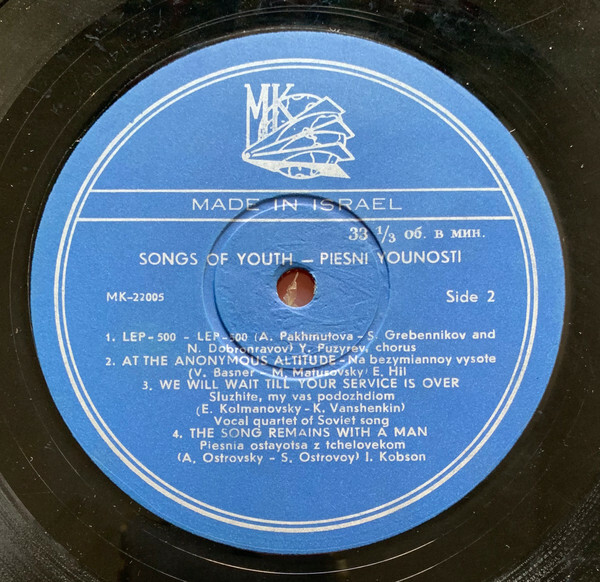 MK
MADE IN ISRAEL
33 1/3 об. в мин.
SONGS OF YOUTH — PIESNI YOUNOSTI
MK-22005
Side 2
1. LEP-500 - LEP-500 (A. Pakhmutova - S. Grebennikov and
N. Dobronravov) Y. Puzyrev, chorus
2. AT THE ANONYMOUS ALTITUDE - Na bezymiannoy vysote
(V. Basner - M. Matusovsky) E. Hil
3. WE WILL WAIT TILL YOUR SERVICE IS OVER
Sluzhite, my vas podozhdiom
(E. Kolmanovsky - K. Vanshenkin)
Vocal quartet of Soviet song
4. THE SONG REMAINS WITH A MAN
Piesnia ostayotsa z tcheloyekom
(A. Ostrovsky - S. Ostrovoy) I. Kobson